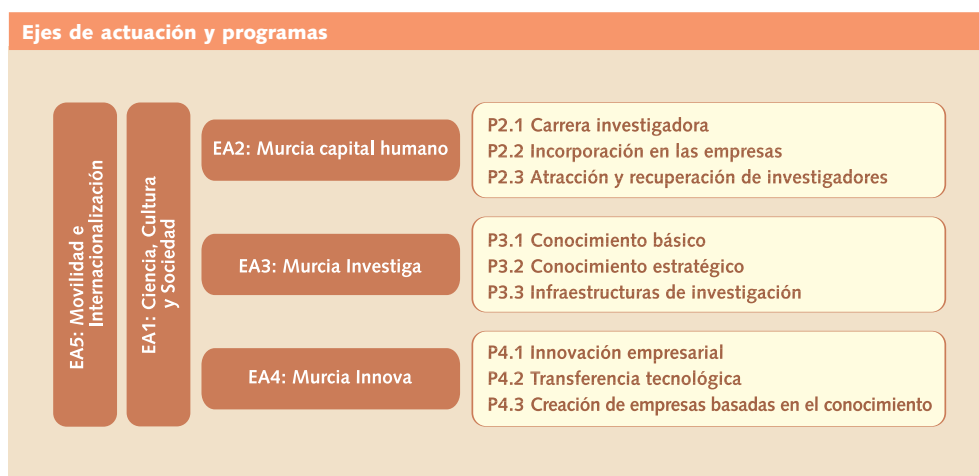 Ejes de actuación y programas
EA5: Movilidad e
Internacionalización
EA1: Ciencia, Cultura
y Sociedad
EA2: Murcia capital humano
P2.1 Carrera investigadora
P2.2 Incorporación en las empresas
P2.3 Atracción y recuperación de investigadores
EA3: Murcia Investiga
P3.1 Conocimiento básico
P3.2 Conocimiento estratégico
P3.3 Infraestructuras de investigación
EA4: Murcia Innova
P4.1 Innovación empresarial
P4.2 Transferencia tecnológica
P4.3 Creación de empresas basadas en el conocimiento